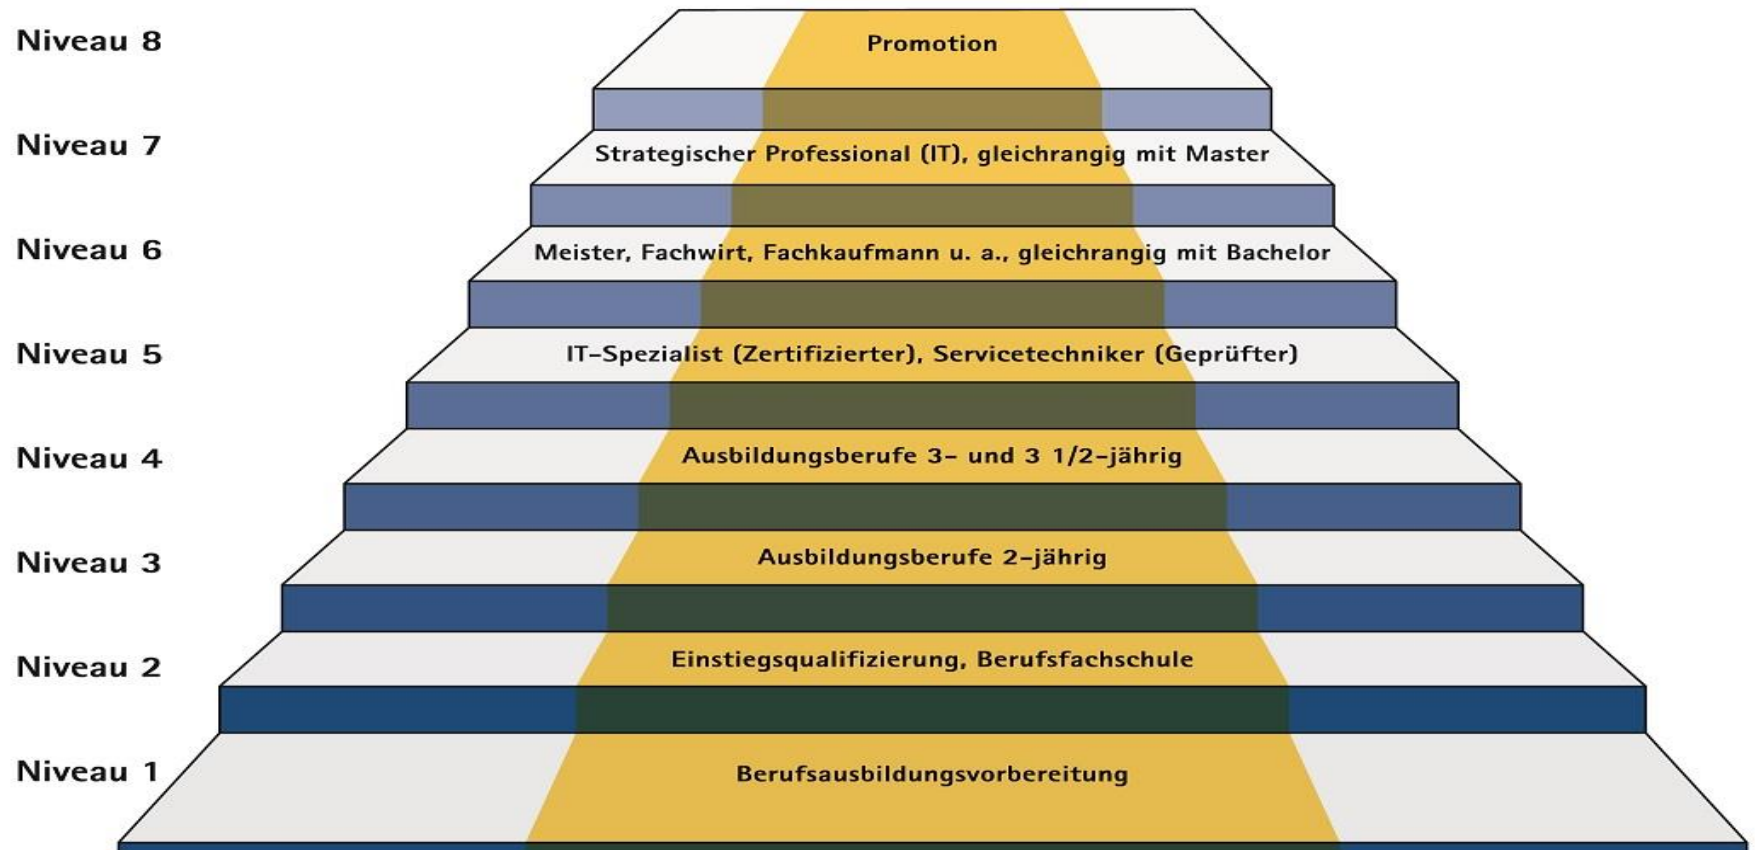 Niveau 8
Promotion
Niveau 7
Strategischer Professional (IT), gleichrangig mit Master
Niveau 6
Meister, Fachwirt, Fachkaufmann u. a., gleichrangig mit Bachelor
Niveau 5
IT-Spezialist (Zertifizierter), Servicetechniker (Geprüfter)
Niveau 4
Ausbildungsberufe 3- und 3 1/2-jährig
Niveau 3
Ausbildungsberufe 2-jährig
Niveau 2
Einstiegsqualifizierung, Berufsfachschule
Niveau 1
Berufsausbildungsvorbereitung